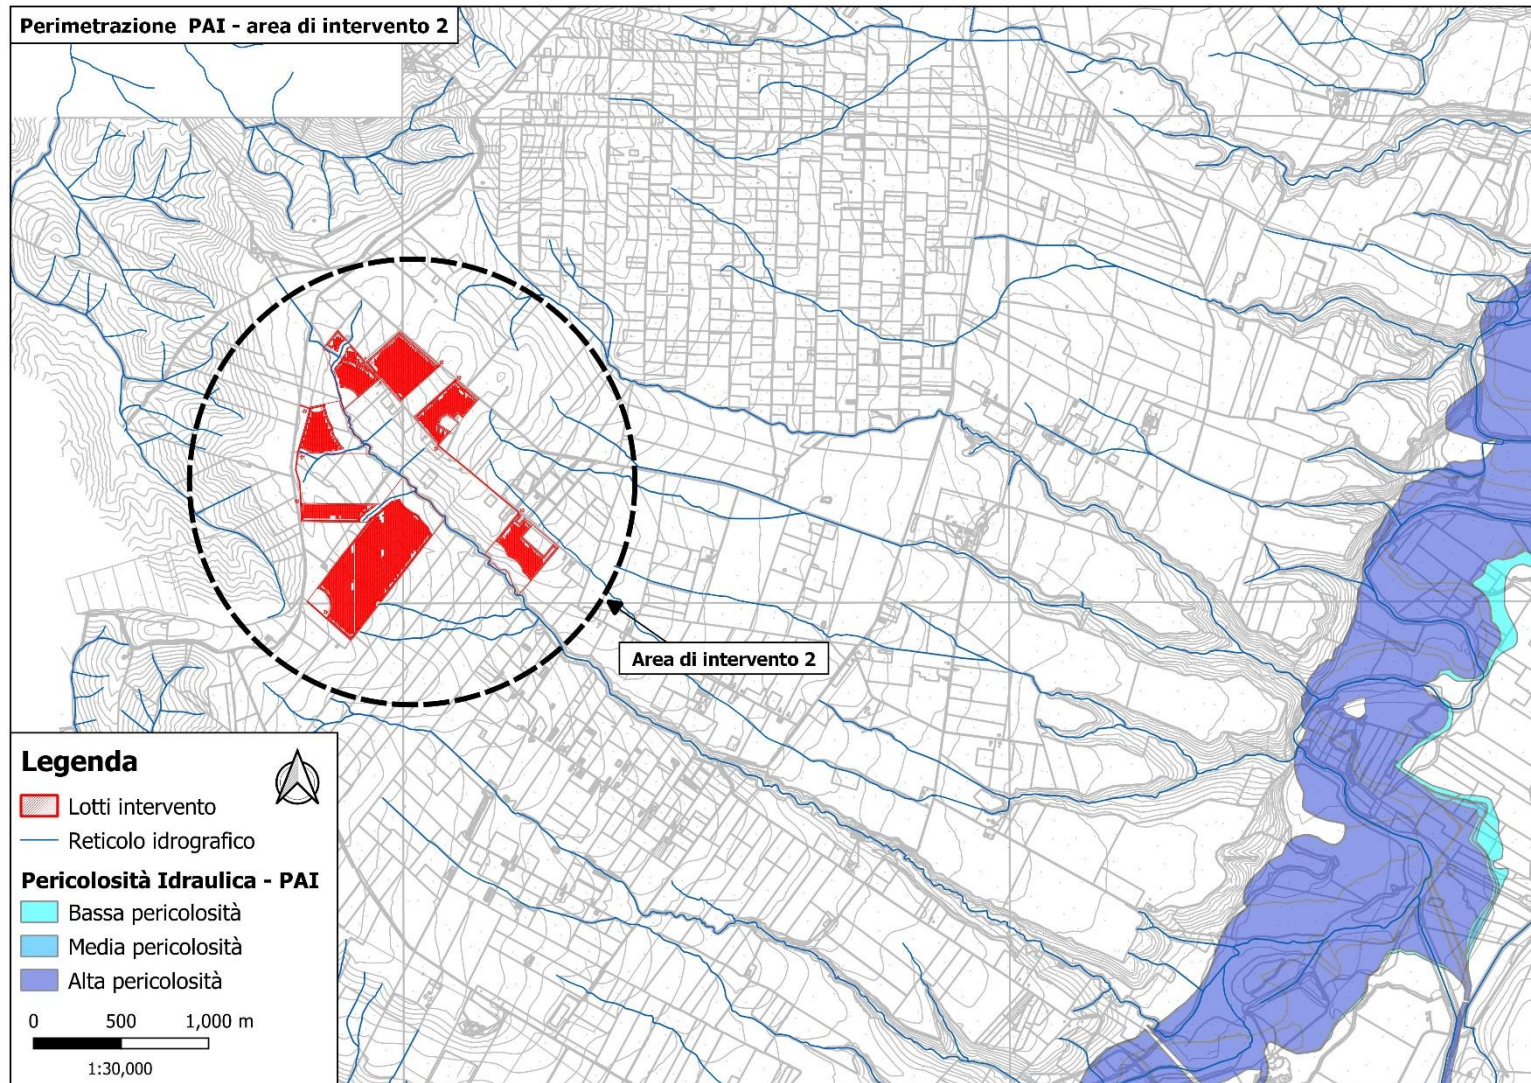 Perimetrazione PAI - area di intervento 2
Area di intervento 2
Legenda
Lotti intervento
Reticolo idrografico
Pericolosità Idraulica - PAI
Bassa pericolosità
Media pericolosità
Alta pericolosità
0 500 1,000 m
1:30,000